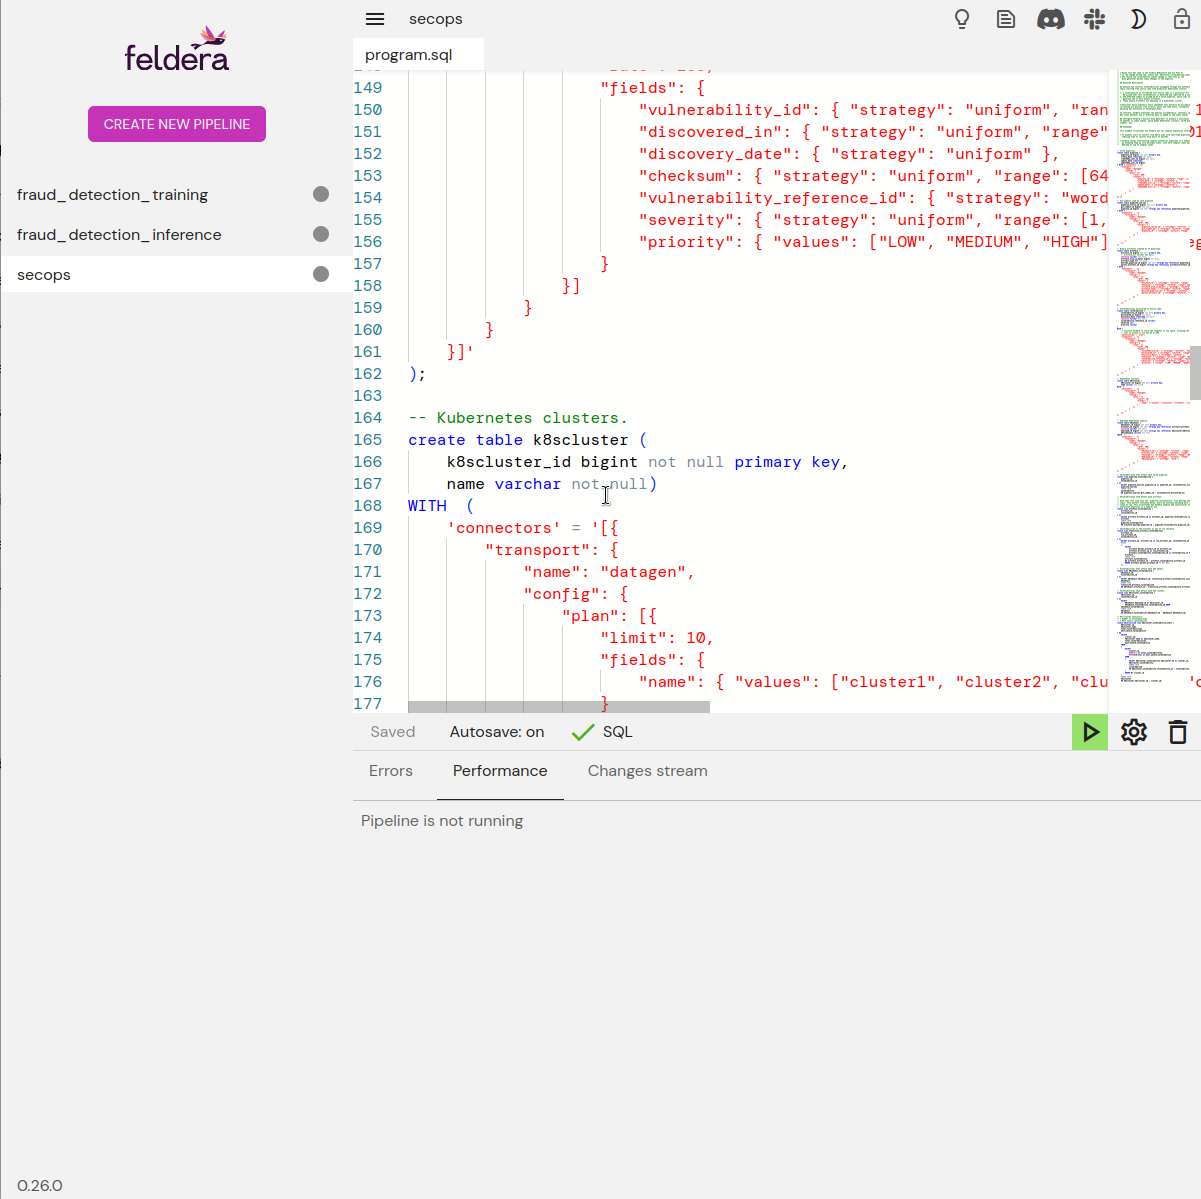 feldera
CREATE NEW PIPELINE
fraud_detection_training
fraud_detection_inference
secops
0.26.0
secops
program.sql
149 "fields": {
150 "vulnerability_id": { "strategy": "uniform", "ran
151 "discovered_in": { "strategy": "uniform", "range"
152 "discovery_date": { "strategy": "uniform" },
153 "checksum": { "strategy": "uniform", "range": [64
154 "vulnerability_reference_id": { "strategy": "word
155 "severity": { "strategy": "uniform", "range": [1,
156 "priority": { "values": ["LOW", "MEDIUM", "HIGH"]
157 }
158 }]
159 }
160 }
161 }]'
162 );
163
164 -- Kubernetes clusters.
165 create table k8scluster (
166 k8scluster_id bigint not null primary key,
167 name varchar not null)
168 WITH (
169 'connectors' = '[{
170 "transport": {
171 "name": "datagen",
172 "config": {
173 "plan": [{
174 "limit": 10,
175 "fields": {
176 "name": { "values": ["cluster1", "cluster2", "clu
177 }
Saved Autosave: on SQL
Errors Performance Changes stream
Pipeline is not running